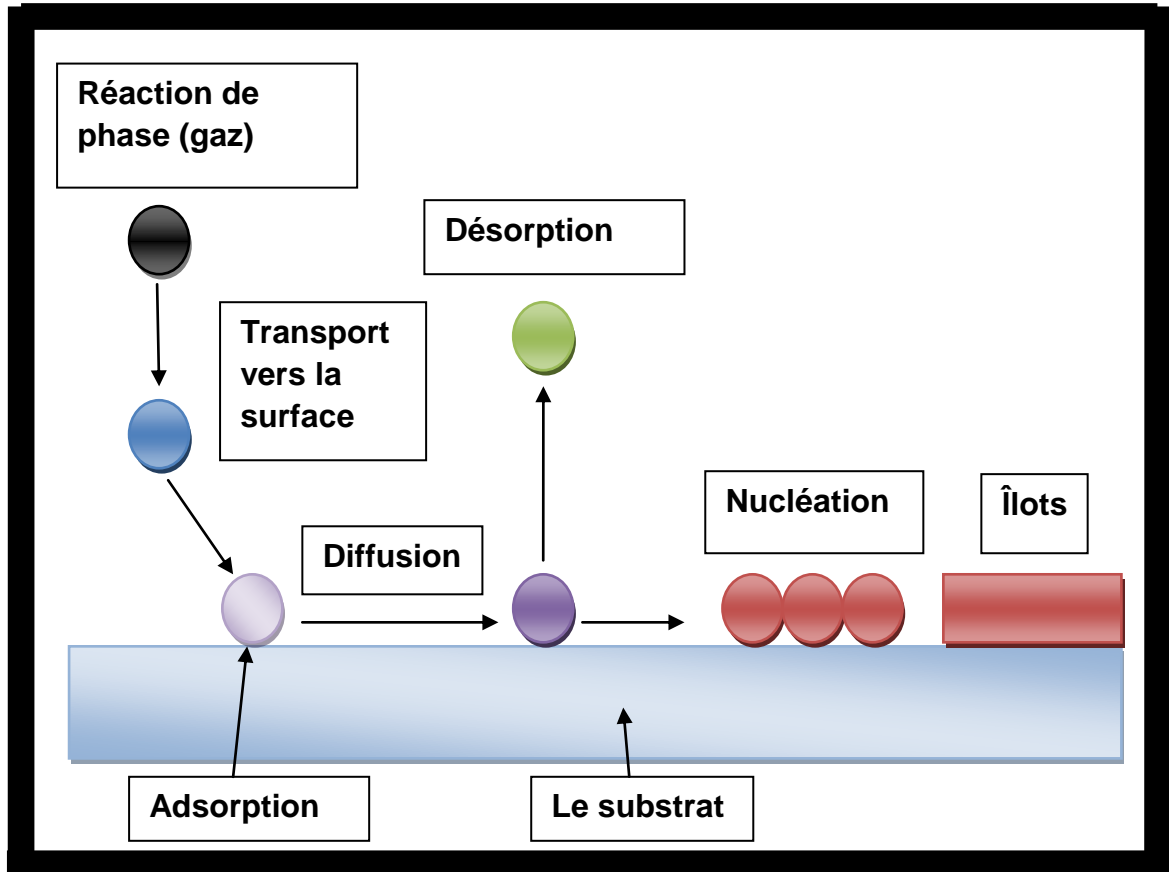 Réaction de
phase (gaz)
Désorption
Transport
vers la
surface
Nucléation
Îlots
Diffusion
Adsorption
Le substrat